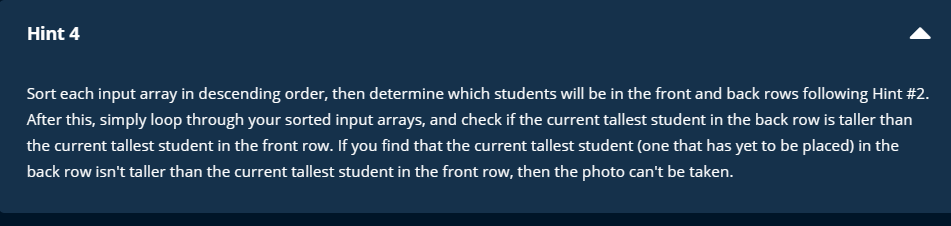 Hint 4
Sort each input array in descending order, then determine which students will be in the front and back rows following Hint #2.
After this, simply loop through your sorted input arrays, and check if the current tallest student in the back row is taller than
the current tallest student in the front row. If you find that the current tallest student (one that has yet to be placed) in the
back row isn't taller than the current tallest student in the front row, then the photo can't be taken.